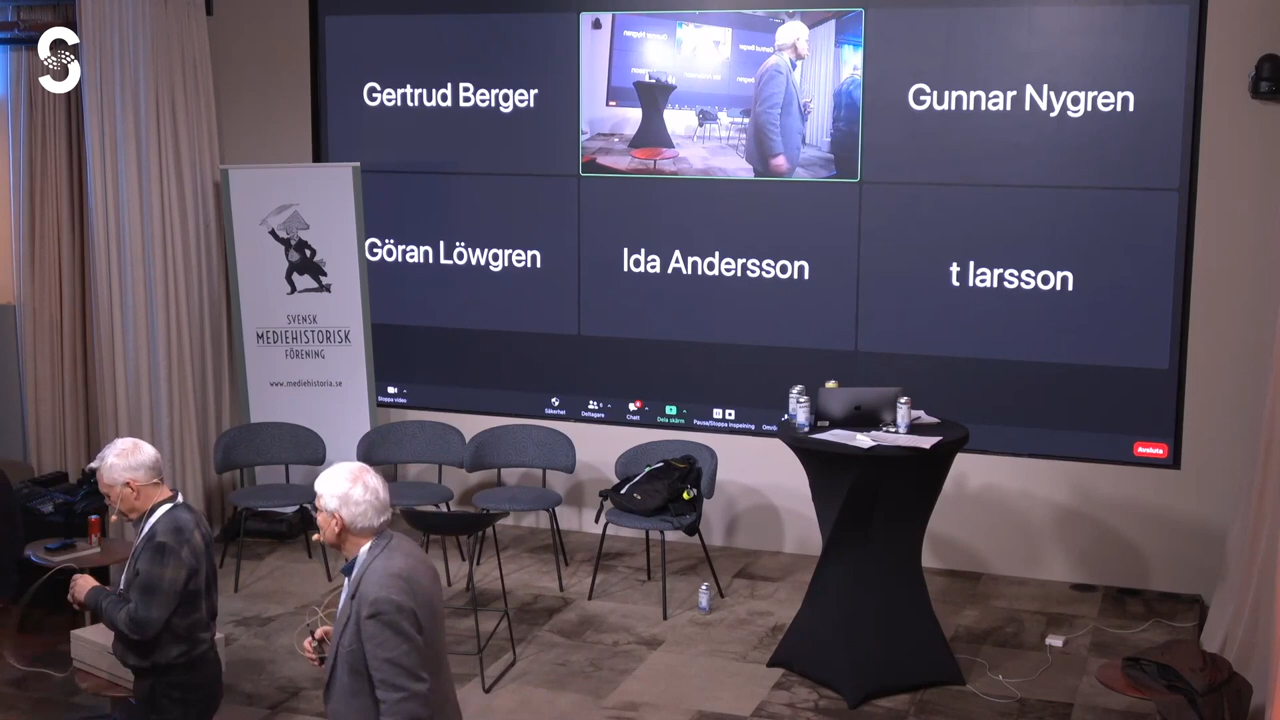 S
Gertrud Berger
Gunnar Nygren
Göran Löwgren
Ida Andersson
t larsson
SVENSK
MEDIEHISTORISK
FÖRENING
www.mediehistoria.se
Stoppa video
Säkerhet
Deltagare
Chatt
Dela skärm
Pausa/Stoppa inspelning
Områ
Avsluta